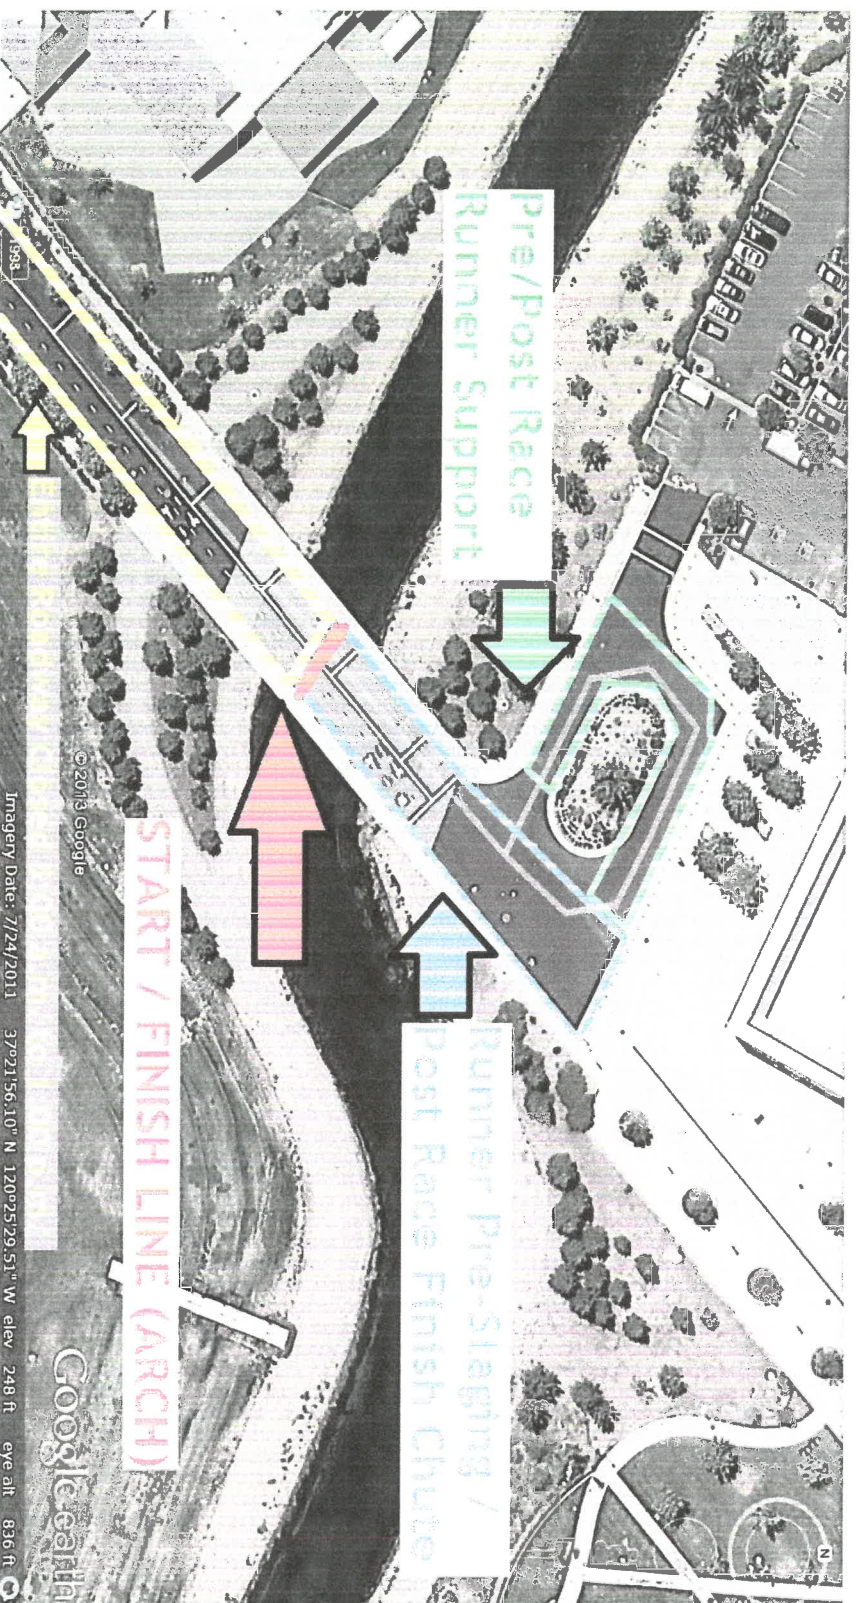 Pre/Post Race
Runner Support
Runner Pre-Staging /
Post Race Finish Chute
START / FINISH LINE (ARCH)
1998
© 2013 Google
Google earth
Imagery Date: 7/24/2011 37°21'56.10" N 120°25'29.51" W elev 248 ft eye alt 836 ft
N